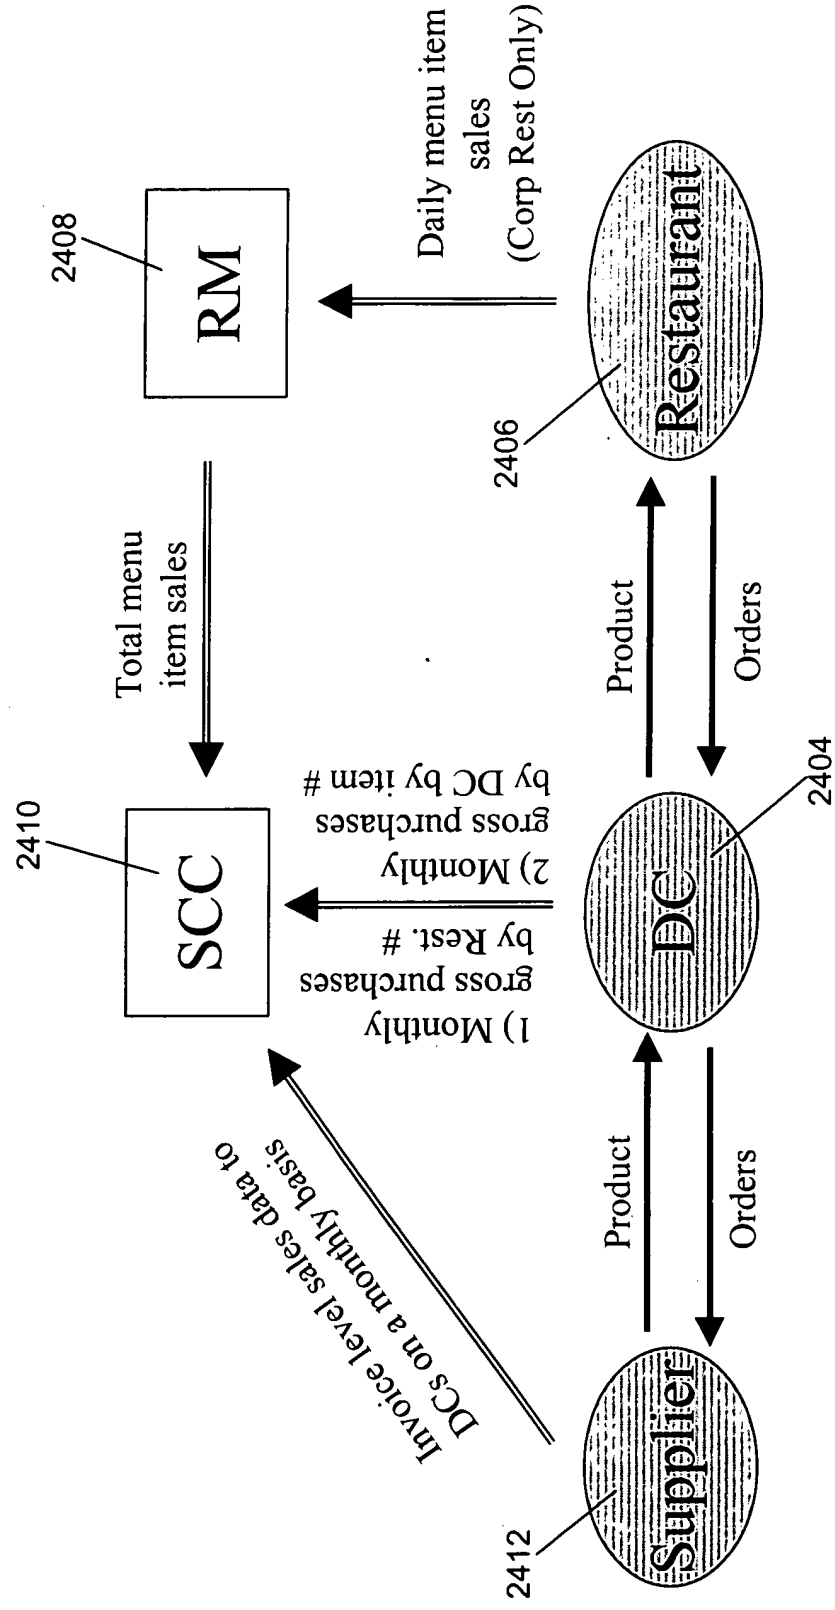 2410
SCC
Total menu
item sales
2408
RM
Invoice level sales data to
DCs on a monthly basis
1) Monthly
gross purchases
by Rest. #
2) Monthly
gross purchases
by DC by item #
Daily menu item
sales
(Corp Rest Only)
2412
Supplier
Product
Orders
DC
2404
Product
Orders
2406
Restaurant